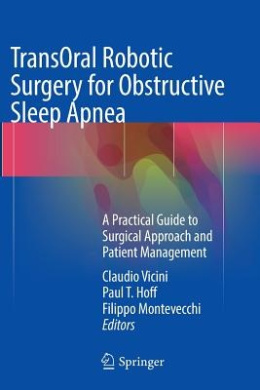 TransOral Robotic
Surgery for Obstructive
Sleep Apnea
A Practical Guide to
Surgical Approach and
Patient Management
Claudio Vicini
Paul T. Hoff
Filippo Montevecchi
Editors
Springer